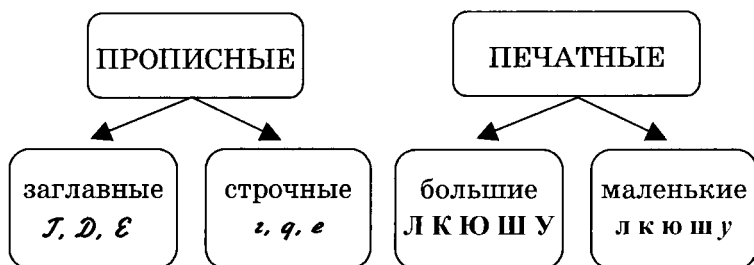 ПРОПИСНЫЕ
ПЕЧАТНЫЕ
заглавные
Г, D, Е
строчные
г, д, е
большие
Л К Ю Ш У
маленькие
л к ю ш у